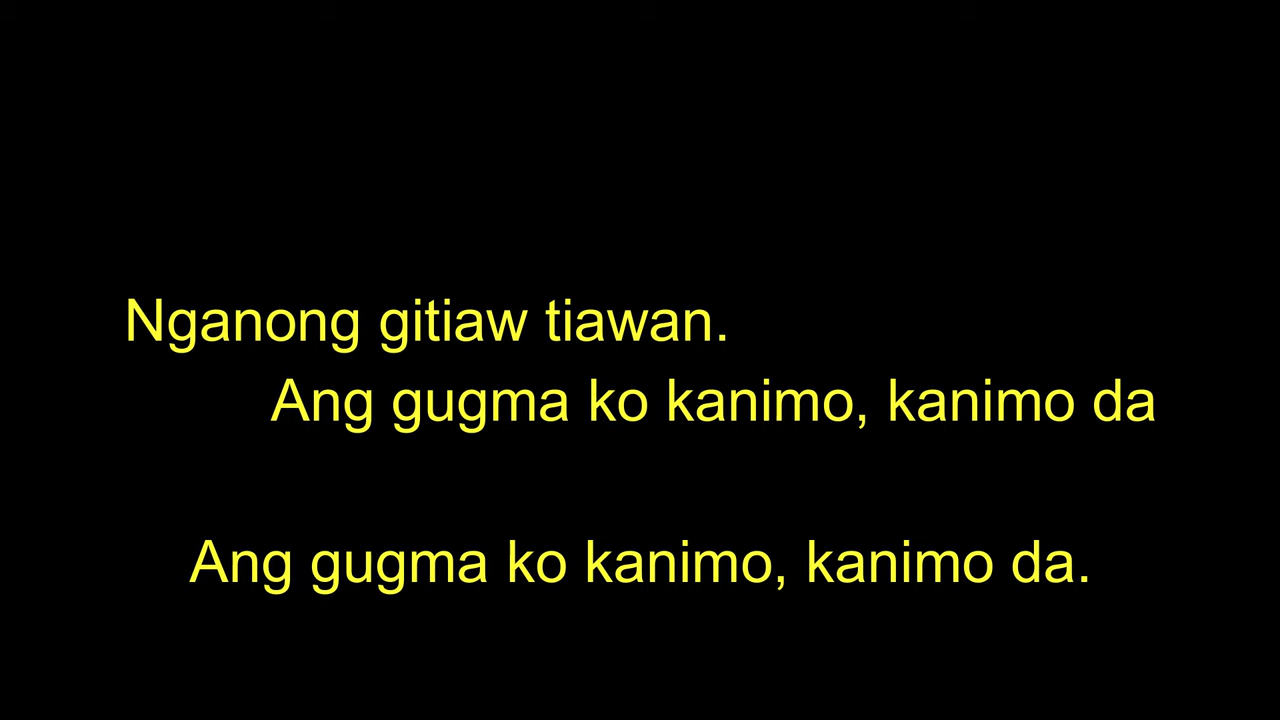 Nganong gitiaw tiawan.
Ang gugma ko kanimo, kanimo da
Ang gugma ko kanimo, kanimo da.